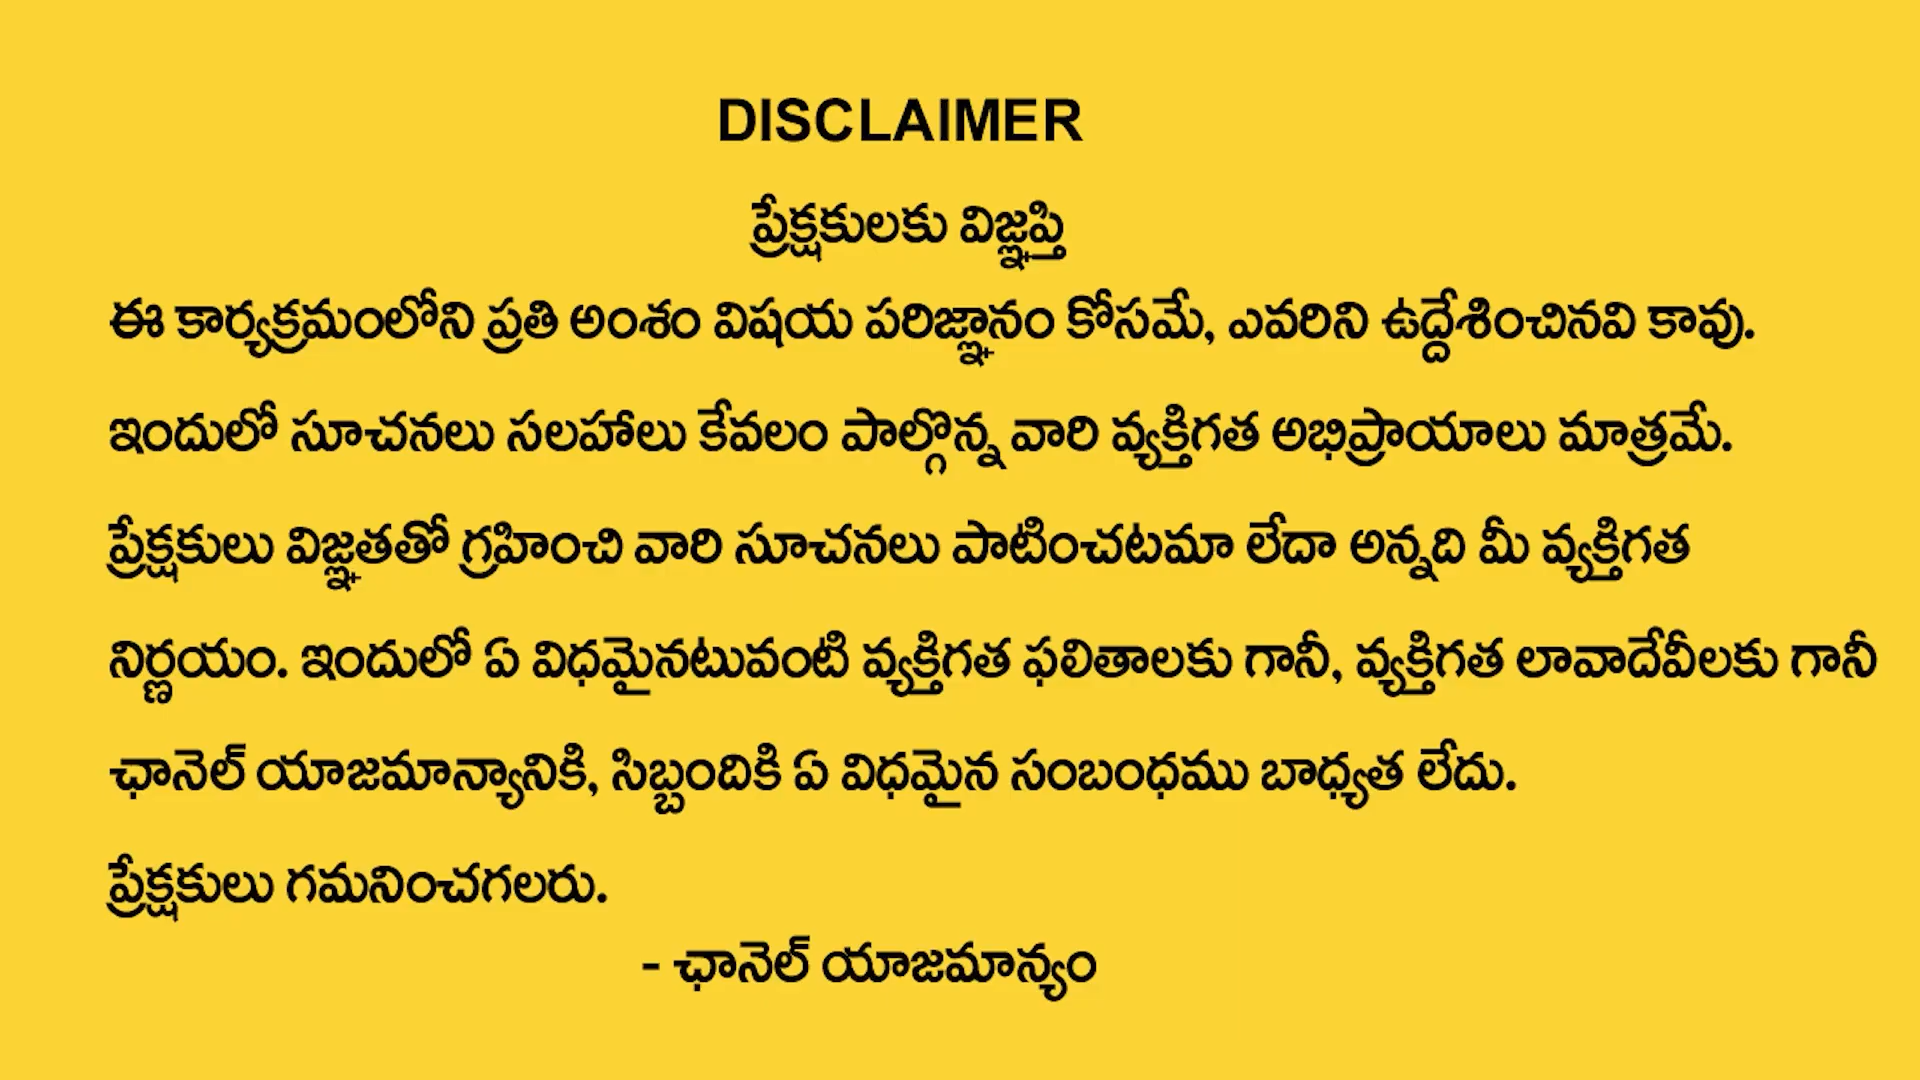 DISCLAIMER
ప్రేక్షకులకు విజ్ఞప్తి
ఈ కార్యక్రమంలోని ప్రతి అంశం విషయ పరిజ్ఞానం కోసమే, ఎవరిని ఉద్దేశించినవి కావు.
ఇందులో సూచనలు సలహాలు కేవలం పాల్గొన్న వారి వ్యక్తిగత అభిప్రాయాలు మాత్రమే.
ప్రేక్షకులు విజ్ఞతతో గ్రహించి వారి సూచనలు పాటించటమా లేదా అన్నది మీ వ్యక్తిగత
నిర్ణయం. ఇందులో ఏ విధమైనటువంటి వ్యక్తిగత ఫలితాలకు గానీ, వ్యక్తిగత లావాదేవీలకు గానీ
ఛానెల్ యాజమాన్యానికి, సిబ్బందికి ఏ విధమైన సంబంధము బాధ్యత లేదు.
ప్రేక్షకులు గమనించగలరు.
- ఛానెల్ యాజమాన్యం